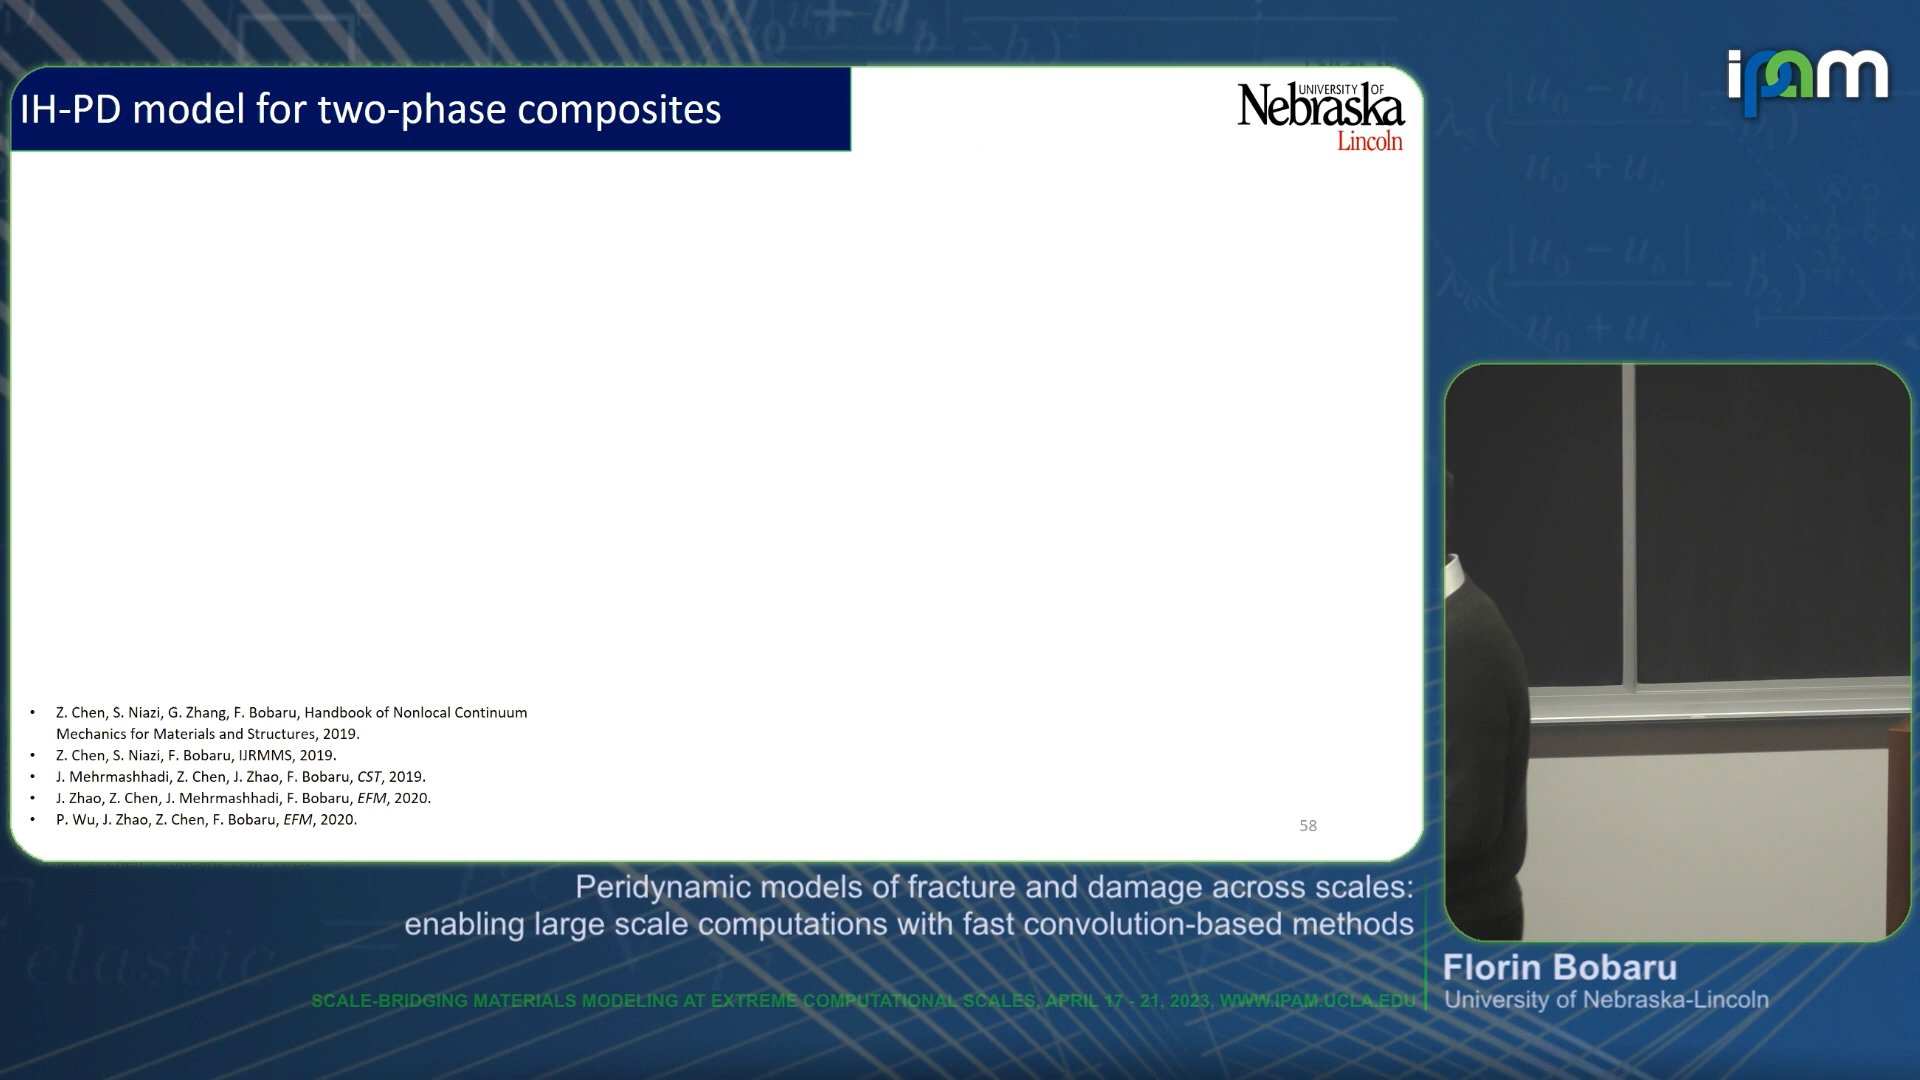 ipam
IH-PD model for two-phase composites
UNIVERSITY OF
Nebraska
Lincoln
• Z. Chen, S. Niazi, G. Zhang, F. Bobaru, Handbook of Nonlocal Continuum
Mechanics for Materials and Structures, 2019.
• Z. Chen, S. Niazi, F. Bobaru, IJRMMS, 2019.
• J. Mehrmashhadi, Z. Chen, J. Zhao, F. Bobaru, CST, 2019.
• J. Zhao, Z. Chen, J. Mehrmashhadi, F. Bobaru, EFM, 2020.
• P. Wu, J. Zhao, Z. Chen, F. Bobaru, EFM, 2020.
58
Peridynamic models of fracture and damage across scales:
enabling large scale computations with fast convolution-based methods
elastic
Florin Bobaru
University of Nebraska-Lincoln
SCALE-BRIDGING MATERIALS MODELING AT EXTREME COMPUTATIONAL SCALES, APRIL 17 - 21, 2023, WWW.IPAM.UCLA.EDU